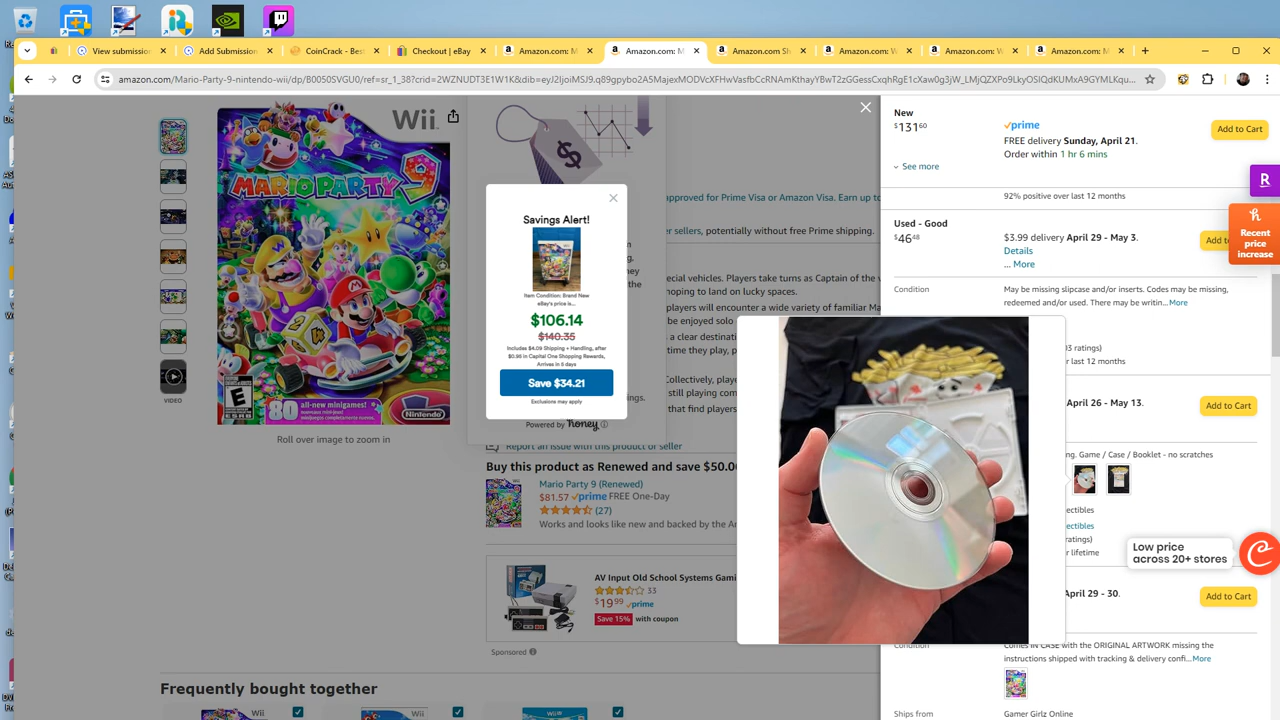 View submission
Add Submission
CoinCrack - Bes
Checkout | eBay
Amazon.com: M
Amazon.com: M
Amazon.com Sh
Amazon.com: W
Amazon.com: W
Amazon.com: M
amazon.com/Mario-Party-9-nintendo-wii/dp/B0050SVGU0/ref=sr_1_38?crid=2WZNUDT3E1W1K&dib=
Wii
MARIO PARTY 9
80 all-new minigames!
Nintendo
EVERYONE
E
ESRB
VIDEO
Roll over image to zoom in
approved for Prime Visa or Amazon Visa. Earn up to
er sellers, potentially without free Prime shipping.
ecial vehicles. Players take turns as Captain of the v
hoping to land on lucky spaces.
players will encounter a wide variety of familiar Ma
be enjoyed solo
a clear destinati
time they play, p
Collectively, playe
still playing com
that find players
Savings Alert!
Item Condition: Brand New
eBay's price is...
$106.14
$140.35
Includes $4.09 Shipping + Handling, after
$0.96 in Capital One Shopping Rewards,
Arrives in 5 days
Save $34.21
Exclusions may apply
Powered by honey
Report an issue with this product or seller
Buy this product as Renewed and save $50.0
Mario Party 9 (Renewed)
$81.57 prime FREE One-Day
(27)
Works and looks like new and backed by the Am
AV Input Old School Systems Gami
33
$19.99 prime
Save 15% with coupon
Sponsored
Frequently bought together
Wii
Wii
WiiU
New
$131.60
prime
FREE delivery Sunday, April 21.
Order within 1 hr 6 mins
Add to Cart
See more
92% positive over last 12 months
Used - Good
$46.48
$3.99 delivery April 29 - May 3.
Details
... More
Add to
Recent
price
increase
Condition
May be missing slipcase and/or inserts. Codes may be missing,
redeemed and/or used. There may be writin...More
93 ratings)
er last 12 months
April 26 - May 13.
Add to Cart
ng. Game / Case / Booklet - no scratches
ectibles
ectibles
ratings)
r lifetime
Low price
across 20+ stores
April 29 - 30.
Add to Cart
Condition
Comes IN CASE with the ORIGINAL ARTWORK missing the
instructions shipped with tracking & delivery confi...More
Ships from
Gamer Girlz Online